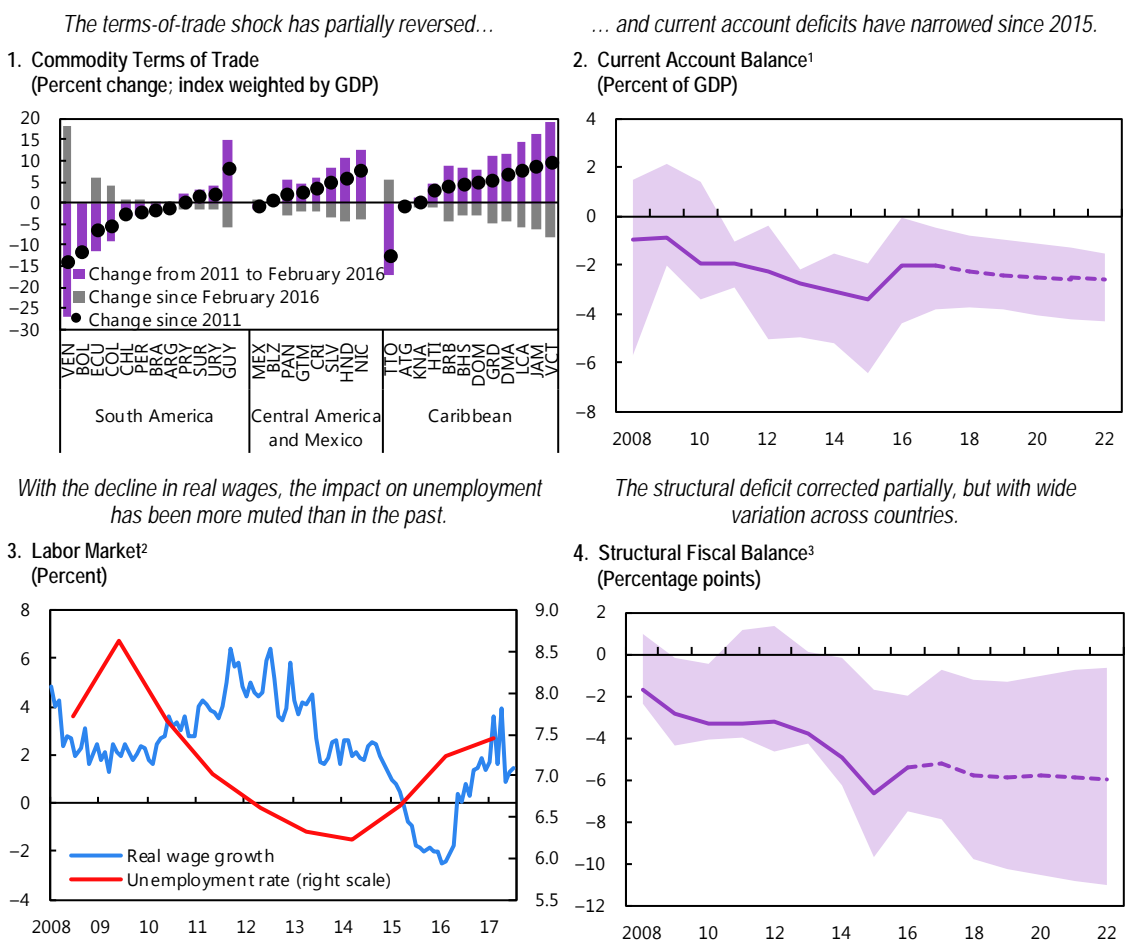 The terms-of-trade shock has partially reversed…
1. Commodity Terms of Trade
(Percent change; index weighted by GDP)
20
15
10
5
0
−5
−10
−15
−20
−25
−30
Change from 2011 to February 2016
Change since February 2016
Change since 2011
VEN
BOL
ECU
COL
CHL
PER
BRA
ARG
PRY
SUR
URY
GUY
MEX
BLZ
PAN
GTM
CRI
SLV
HND
NIC
TTO
ATG
KNA
HTI
BRB
BHS
DOM
GRD
DMA
LCA
JAM
VCT
South America
Central America
and Mexico
Caribbean
… and current account deficits have narrowed since 2015.
2. Current Account Balance¹
(Percent of GDP)
4
2
0
−2
−4
−6
−8
2008 10 12 14 16 18 20 22
With the decline in real wages, the impact on unemployment
has been more muted than in the past.
3. Labor Market²
(Percent)
8
6
4
2
0
−2
−4
9.0
8.5
8.0
7.5
7.0
6.5
6.0
5.5
Real wage growth
Unemployment rate (right scale)
2008 09 10 11 12 13 14 15 16 17
The structural deficit corrected partially, but with wide
variation across countries.
4. Structural Fiscal Balance³
(Percentage points)
2
0
−2
−4
−6
−8
−10
−12
2008 10 12 14 16 18 20 22